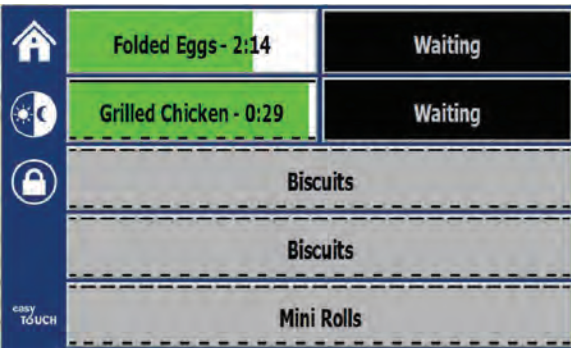 Folded Eggs - 2:14
Waiting
Grilled Chicken - 0:29
Waiting
Biscuits
Biscuits
Mini Rolls
easy
TOUCH